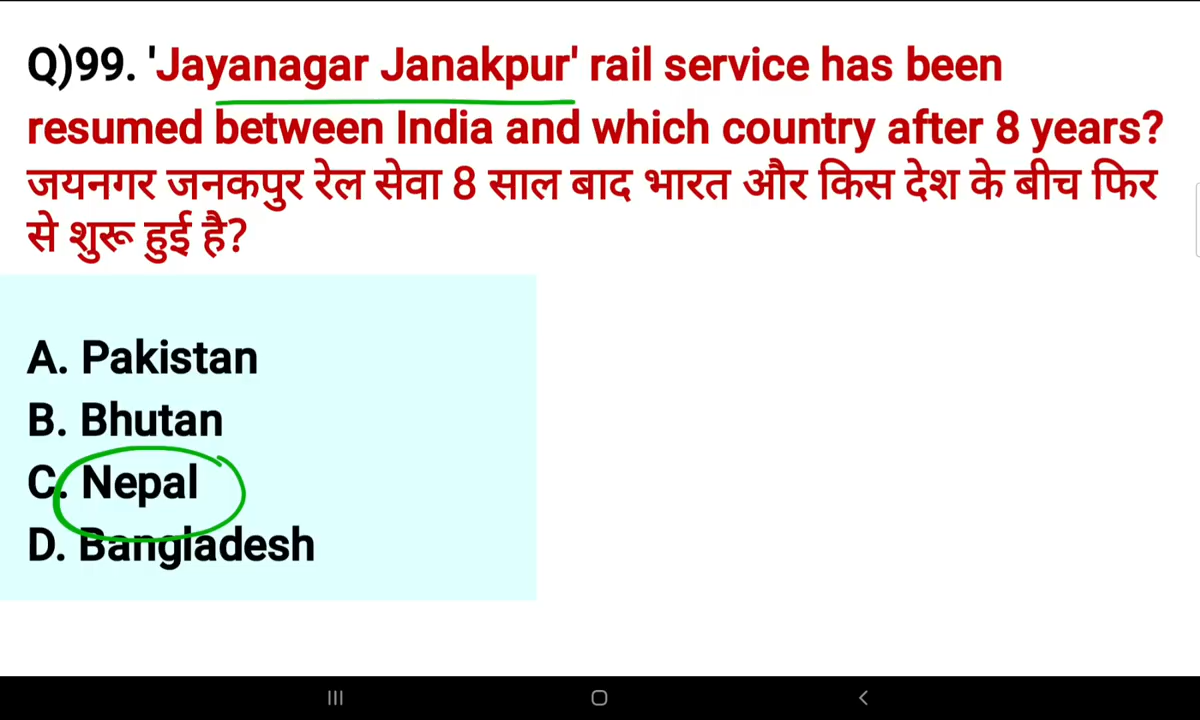 Q)99. 'Jayanagar Janakpur' rail service has been
resumed between India and which country after 8 years?
जयनगर जनकपुर रेल सेवा 8 साल बाद भारत और किस देश के बीच फिर
से शुरू हुई है?
A. Pakistan
B. Bhutan
C. Nepal
D. Bangladesh